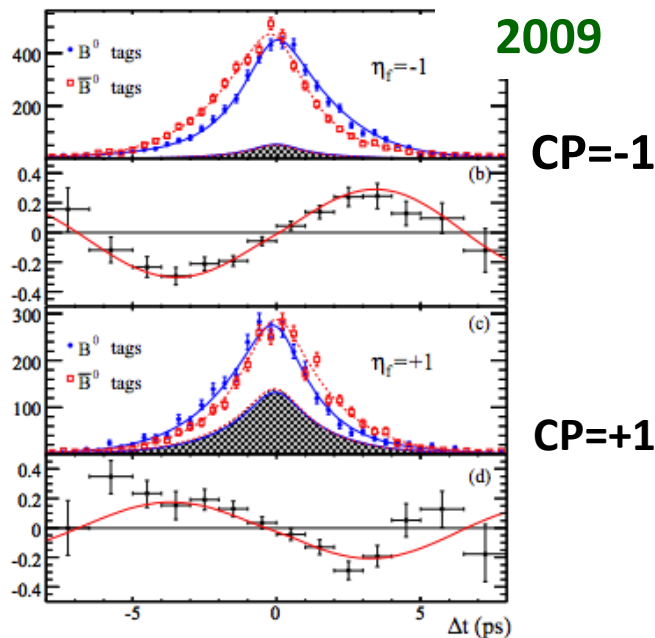 2009
400
200
B⁰ tags
B̅⁰ tags
η_f=-1
CP=-1
0.4
0.2
0
-0.2
-0.4
(b)
300
200
100
B⁰ tags
B̅⁰ tags
(c)
η_f=+1
CP=+1
0.4
0.2
0
-0.2
-0.4
(d)
-5 0 5
Δt (ps)